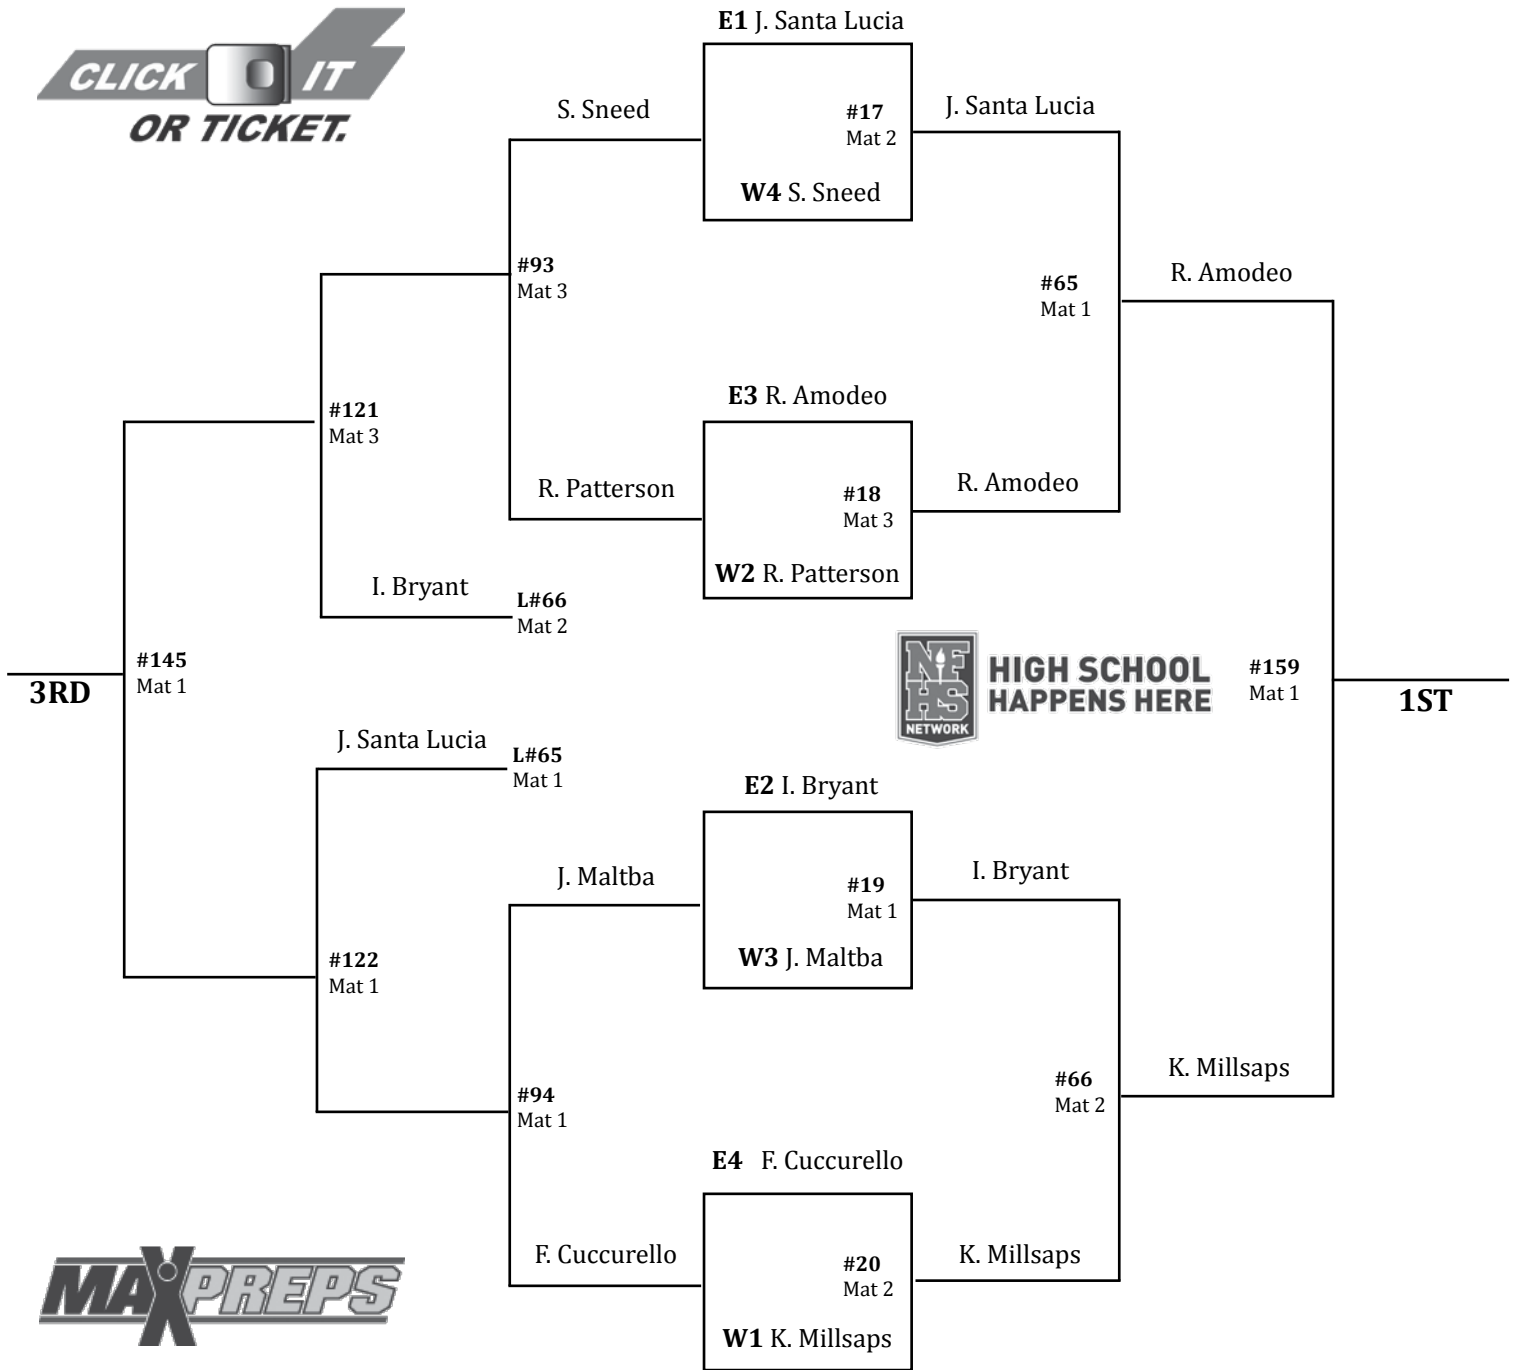 E1 J. Santa Lucia
CLICK IT
OR TICKET.
S. Sneed
#17
Mat 2
J. Santa Lucia
W4 S. Sneed
#93
Mat 3
#65
Mat 1
R. Amodeo
E3 R. Amodeo
#121
Mat 3
R. Patterson
#18
Mat 3
R. Amodeo
W2 R. Patterson
I. Bryant
L#66
Mat 2
#145
Mat 1
3RD
NF
HS
NETWORK
HIGH SCHOOL
HAPPENS HERE
#159
Mat 1
1ST
J. Santa Lucia
L#65
Mat 1
E2 I. Bryant
J. Maltba
#19
Mat 1
I. Bryant
W3 J. Maltba
#122
Mat 1
#94
Mat 1
#66
Mat 2
K. Millsaps
E4 F. Cuccurello
F. Cuccurello
#20
Mat 2
K. Millsaps
W1 K. Millsaps
MAXPREPS